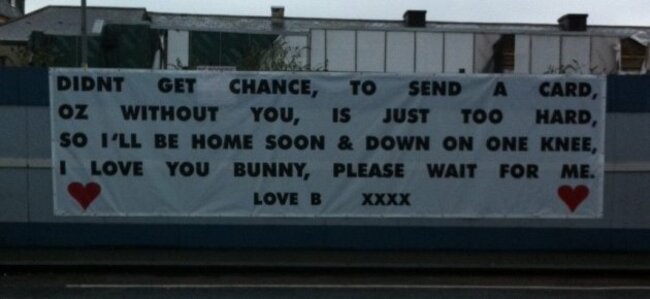 DIDNT GET CHANCE, TO SEND A CARD,
OZ WITHOUT YOU, IS JUST TOO HARD,
SO I'LL BE HOME SOON & DOWN ON ONE KNEE,
I LOVE YOU BUNNY, PLEASE WAIT FOR ME.
LOVE B XXXX